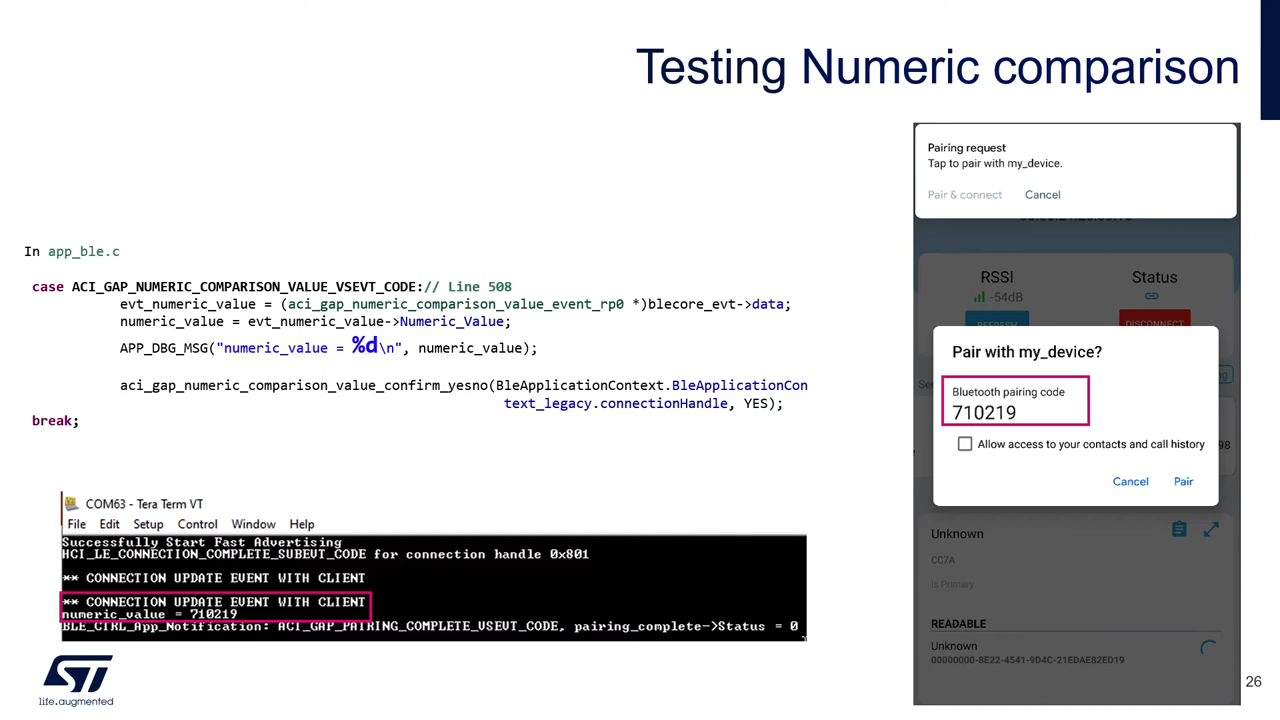 Testing Numeric comparison
In app_ble.c
case ACI_GAP_NUMERIC_COMPARISON_VALUE_VSEVT_CODE:// Line 508
evt_numeric_value = (aci_gap_numeric_comparison_value_event_rp0 *)blecore_evt->data;
numeric_value = evt_numeric_value->Numeric_Value;
APP_DBG_MSG("numeric_value = %d\n", numeric_value);
aci_gap_numeric_comparison_value_confirm_yesno(BleApplicationContext.BleApplicationCon
text_legacy.connectionHandle, YES);
break;
COM63 - Tera Term VT
File Edit Setup Control Window Help
Successfully Start Fast Advertising
HCI_LE_CONNECTION_COMPLETE_SUBEVT_CODE for connection handle 0x801
** CONNECTION UPDATE EVENT WITH CLIENT
** CONNECTION UPDATE EVENT WITH CLIENT
numeric_value = 710219
BLE_CTRL_App_Notification: ACI_GAP_PAIRING_COMPLETE_VSEVT_CODE, pairing_complete->Status = 0
Pairing request
Tap to pair with my_device.
Pair & connect Cancel
RSSI Status
-54dB
REFRESH DISCONNECT
Pair with my_device?
Bluetooth pairing code
710219
98
Allow access to your contacts and call history
Cancel Pair
Unknown
CC7A
is Primary
READABLE
Unknown
00000000-8E22-4541-9D4C-21EDAE82ED19
ST
life.augmented
26